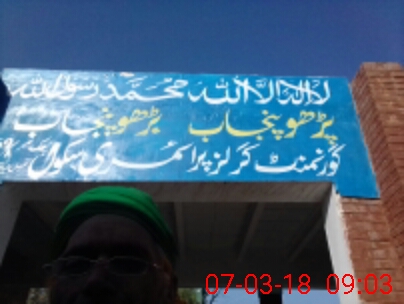 لا الہ الا اللہ محمد رسول اللہ
پڑھو پنجاب بڑھو پنجاب
گورنمنٹ گرلز پرائمری سکول
07-03-18 09:03